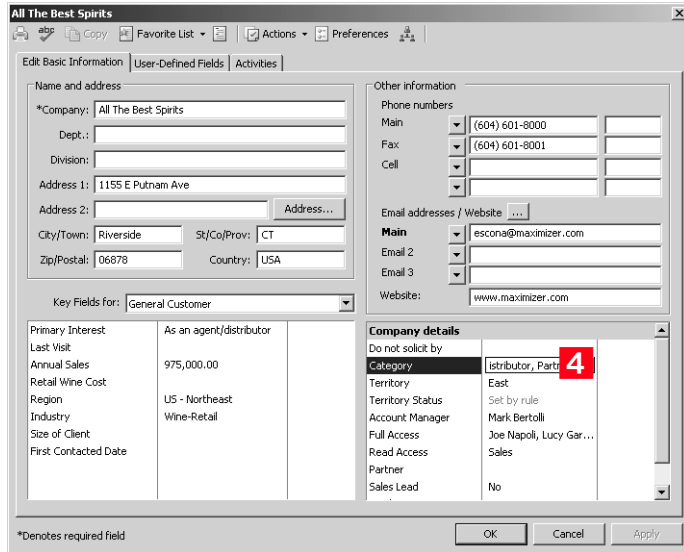 All The Best Spirits
abc Copy Favorite List Actions Preferences
Edit Basic Information User-Defined Fields Activities
Name and address
*Company: All The Best Spirits
Dept.:
Division:
Address 1: 1155 E Putnam Ave
Address 2: Address...
City/Town: Riverside St/Co/Prov: CT
Zip/Postal: 06878 Country: USA
Key Fields for: General Customer
Primary Interest As an agent/distributor
Last Visit
Annual Sales 975,000.00
Retail Wine Cost
Region US - Northeast
Industry Wine-Retail
Size of Client
First Contacted Date
Other information
Phone numbers
Main (604) 601-8000
Fax (604) 601-8001
Cell
Email addresses / Website ...
Main escona@maximizer.com
Email 2
Email 3
Website: www.maximizer.com
Company details
Do not solicit by
Category istributor, Partn 4
Territory East
Territory Status Set by rule
Account Manager Mark Bertolli
Full Access Joe Napoli, Lucy Gar...
Read Access Sales
Partner
Sales Lead No
*Denotes required field
OK Cancel Apply